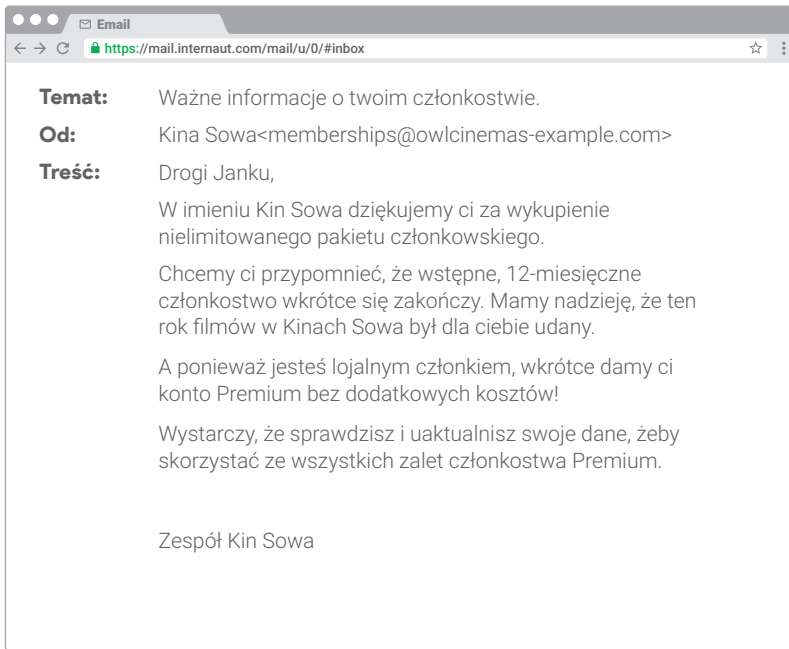 Email
https://mail.internaut.com/mail/u/0/#inbox
Temat: Ważne informacje o twoim członkostwie.
Od: Kina Sowa<memberships@owlcinemas-example.com>
Treść: Drogi Janku,
W imieniu Kin Sowa dziękujemy ci za wykupienie
nielimitowanego pakietu członkowskiego.
Chcemy ci przypomnieć, że wstępne, 12-miesięczne
członkostwo wkrótce się zakończy. Mamy nadzieję, że ten
rok filmów w Kinach Sowa był dla ciebie udany.
A ponieważ jesteś lojalnym członkiem, wkrótce damy ci
konto Premium bez dodatkowych kosztów!
Wystarczy, że sprawdzisz i uaktualnisz swoje dane, żeby
skorzystać ze wszystkich zalet członkostwa Premium.
Zespół Kin Sowa